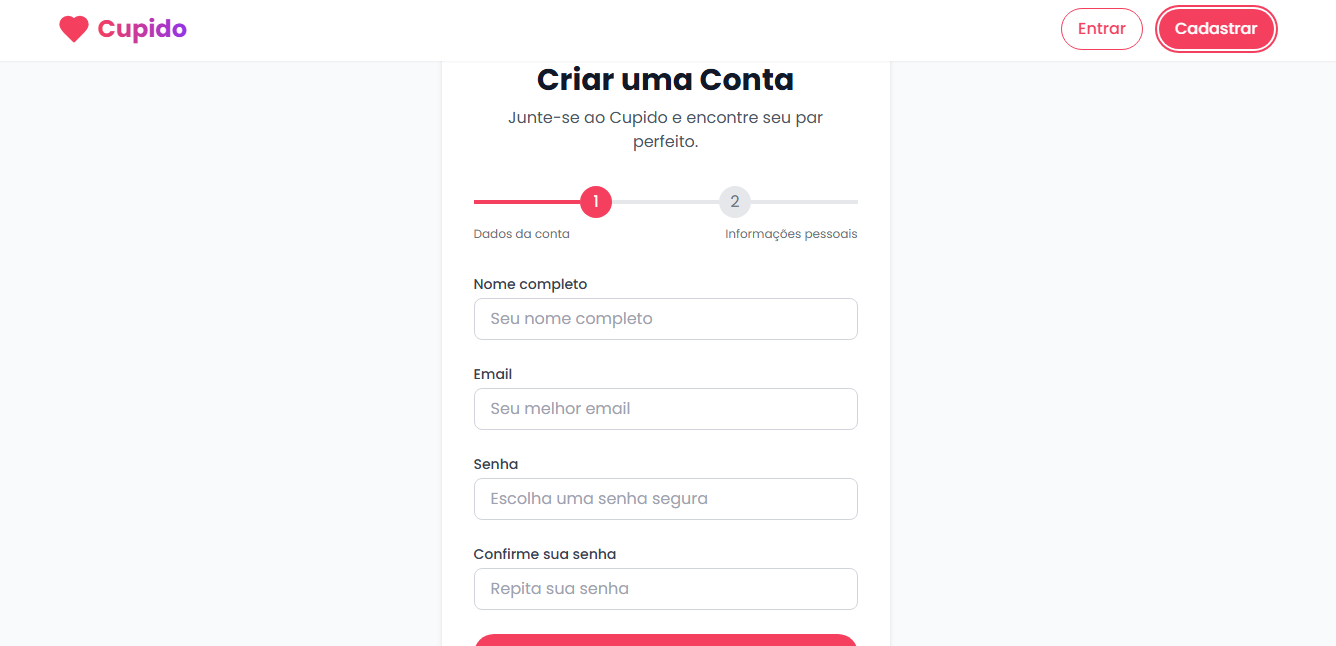 Cupido
Entrar
Cadastrar
Criar uma Conta
Junte-se ao Cupido e encontre seu par
perfeito.
1
2
Dados da conta
Informações pessoais
Nome completo
Seu nome completo
Email
Seu melhor email
Senha
Escolha uma senha segura
Confirme sua senha
Repita sua senha